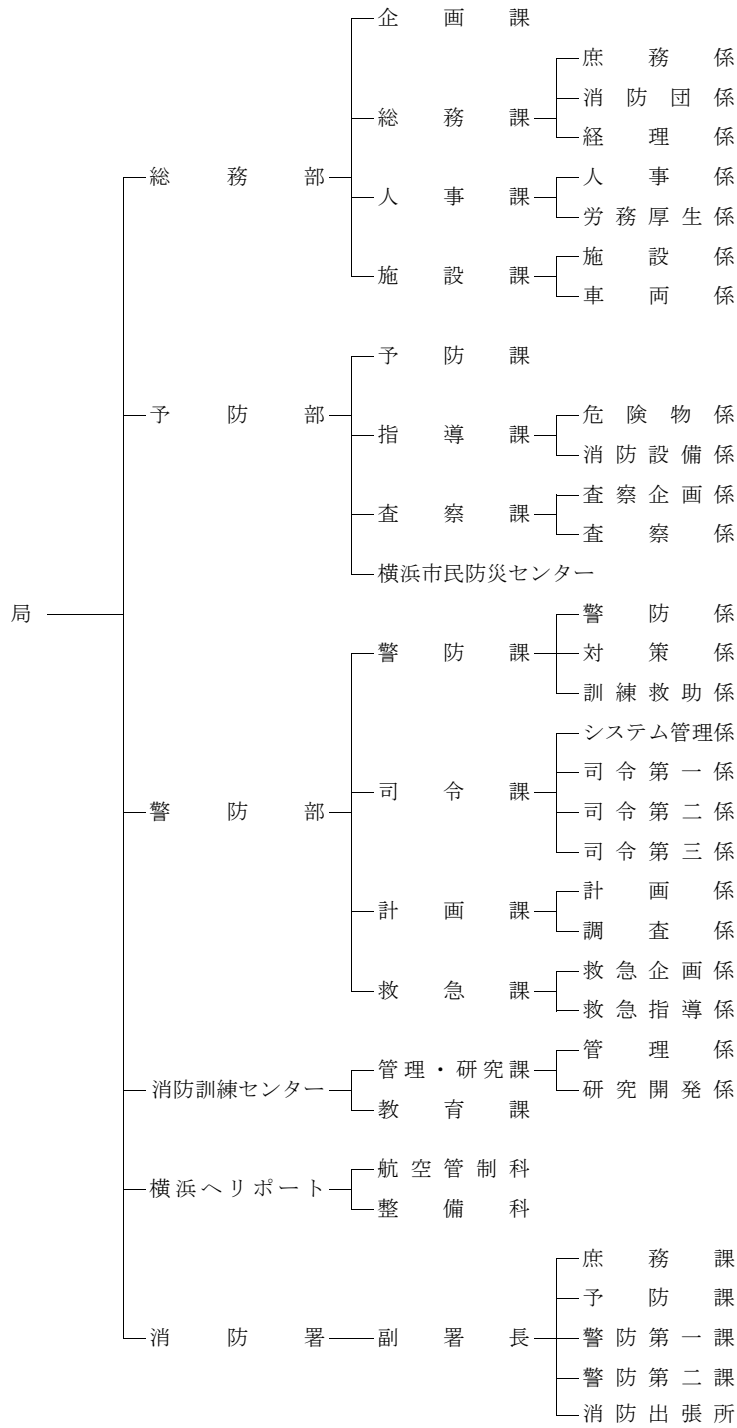 企画課
庶務係
消防団係
総務課
経理係
総務部
人事係
人事課
労務厚生係
施設係
施設課
車両係
予防課
予防部
危険物係
指導課
消防設備係
査察企画係
査察課
査察係
横浜市民防災センター
局
警防係
警防課
対策係
訓練救助係
システム管理係
司令第一係
司令課
警防部
司令第二係
司令第三係
計画係
計画課
調査係
救急企画係
救急課
救急指導係
管理係
管理・研究課
消防訓練センター
研究開発係
教育課
航空管制科
横浜ヘリポート
整備科
庶務課
予防課
消防署
副署長
警防第一課
警防第二課
消防出張所